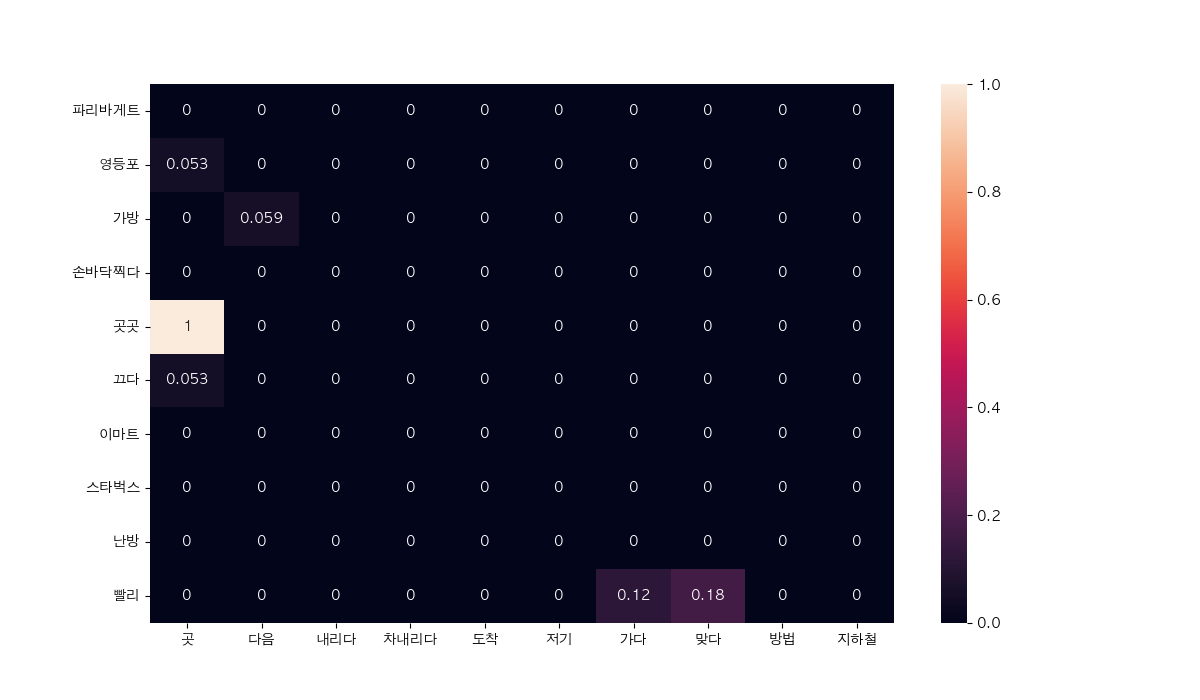 파리바게트 0 0 0 0 0 0 0 0 0 0
영등포 0.053 0 0 0 0 0 0 0 0 0
가방 0 0.059 0 0 0 0 0 0 0 0
손바닥찍다 0 0 0 0 0 0 0 0 0 0
곳곳 1 0 0 0 0 0 0 0 0 0
끄다 0.053 0 0 0 0 0 0 0 0 0
이마트 0 0 0 0 0 0 0 0 0 0
스타벅스 0 0 0 0 0 0 0 0 0 0
난방 0 0 0 0 0 0 0 0 0 0
빨리 0 0 0 0 0 0 0.12 0.18 0 0
곳 다음 내리다 차내리다 도착 저기 가다 맞다 방법 지하철
1.0
0.8
0.6
0.4
0.2
0.0